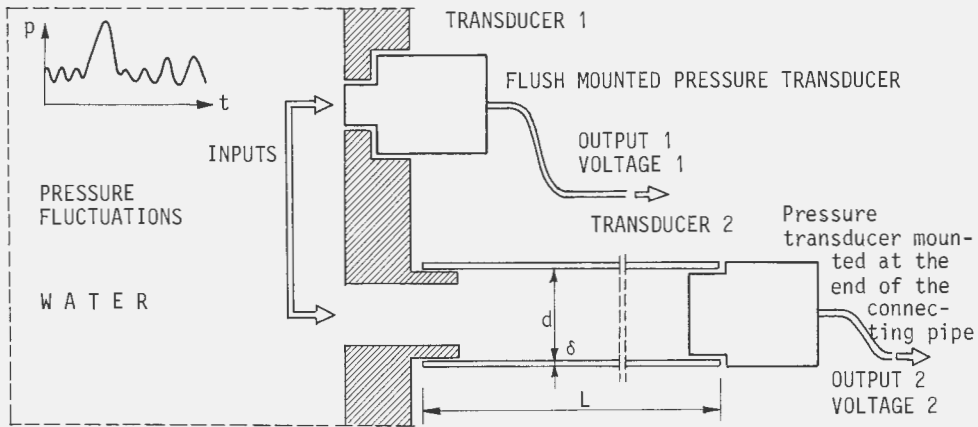 TRANSDUCER 1
p
t
FLUSH MOUNTED PRESSURE TRANSDUCER
INPUTS
OUTPUT 1
VOLTAGE 1
PRESSURE
FLUCTUATIONS
TRANSDUCER 2
Pressure
transducer moun-
ted at the
end of the
connec-
ting pipe
WATER
d
δ
L
OUTPUT 2
VOLTAGE 2